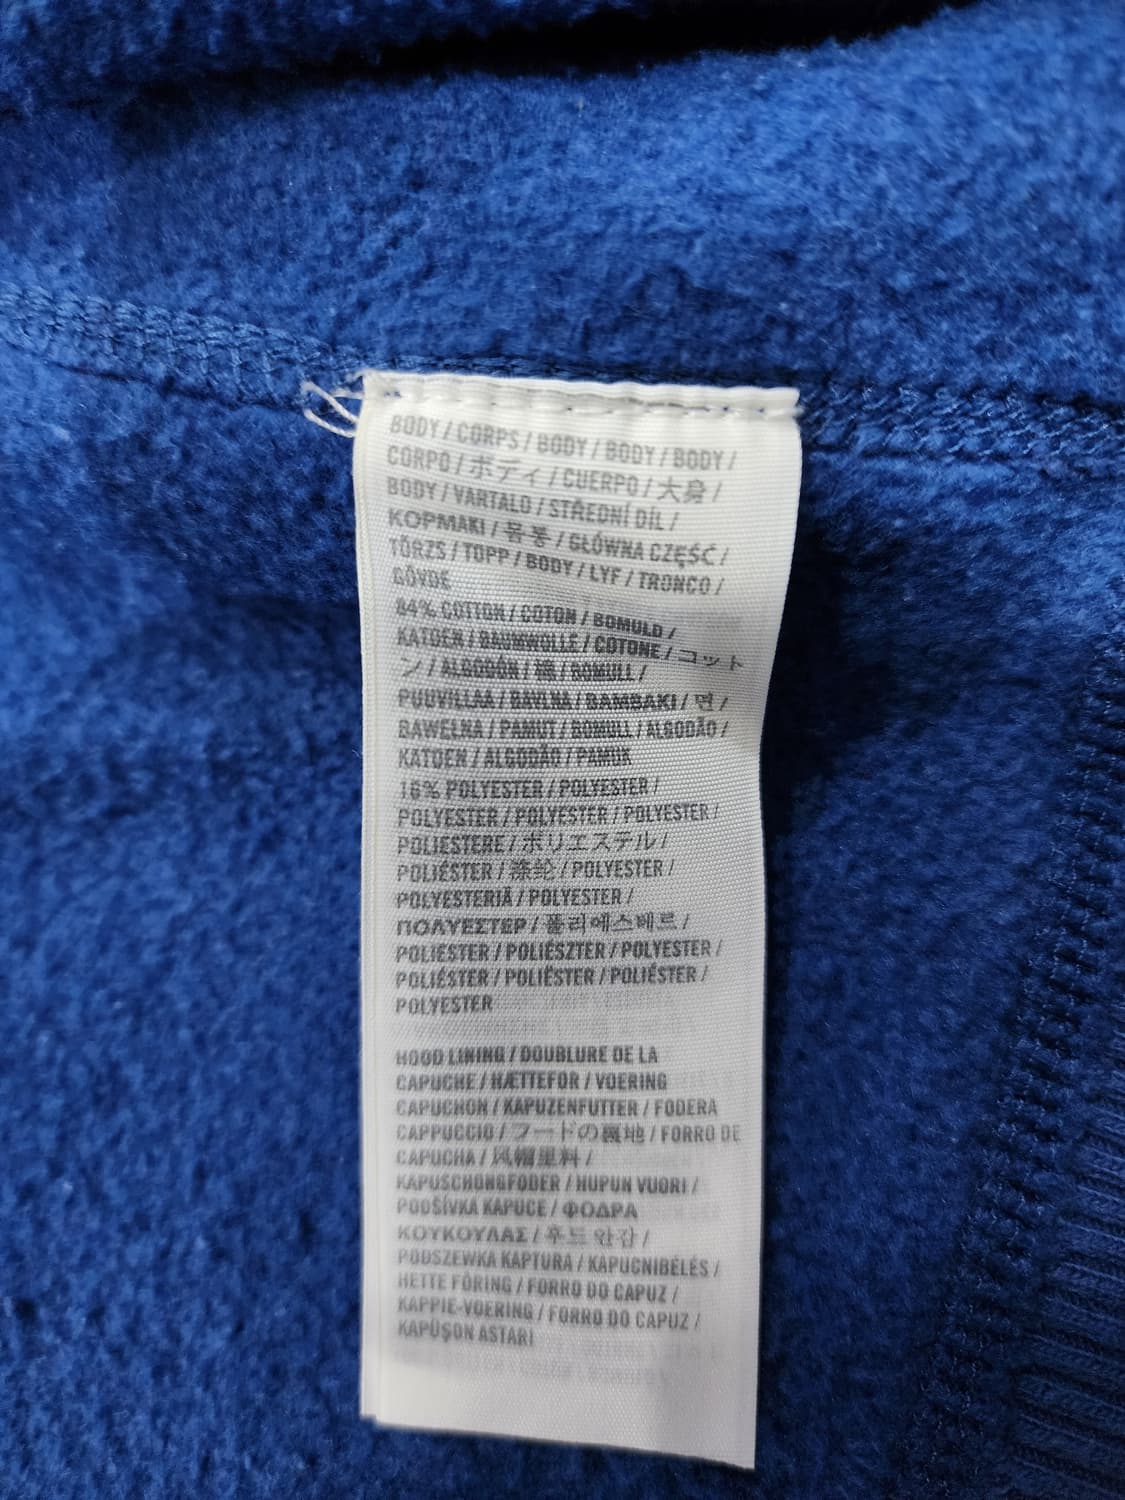 BODY / CORPS / BODY / BODY / BODY /
CORPO / ボディ / CUERPO / 大身 /
BODY / VARTALO / STŘEDNÍ DÍL /
ΚΟΡΜΑΚΙ / 몸통 / GŁÓWNA CZĘŚĆ /
TÖRZS / TOPP / BODY / LYF / TRONCO /
GÖVDE
84% COTTON / COTON / BOMULD /
KATOEN / BAUMWOLLE / COTONE / コット
ン / ALGODÓN / 棉 / BOMULL /
PUUVILLAA / BAVLNA / ΒΑΜΒΑΚΙ / 면 /
BAWEŁNA / PAMUT / BOMULL / ALGODÃO /
KATOEN / ALGODÃO / PAMUK
16% POLYESTER / POLYESTER /
POLYESTER / POLYESTER / POLYESTER /
POLIESTERE / ポリエステル /
POLIÉSTER / 涤纶 / POLYESTER /
POLYESTERIÄ / POLYESTER /
ΠΟΛΥΕΣΤΕΡ / 폴리에스테르 /
POLIESTER / POLIÉSZTER / POLYESTER /
POLIÉSTER / POLIËSTER / POLIÉSTER /
POLYESTER
HOOD LINING / DOUBLURE DE LA
CAPUCHE / HÆTTEFOR / VOERING
CAPUCHON / KAPUZENFUTTER / FODERA
CAPPUCCIO / フードの裏地 / FORRO DE
CAPUCHA / 风帽里料 /
KAPUSCHONGFODER / HUPUN VUORI /
PODŠÍVKA KAPUCE / ΦΟΔΡΑ
ΚΟΥΚΟΥΛΑΣ / 후드 안감 /
PODSZEWKA KAPTURA / KAPUCNIBÉLÉS /
HETTE FÔRING / FORRO DO CAPUZ /
KAPPIE-VOERING / FORRO DO CAPUZ /
KAPÜŞON ASTARI